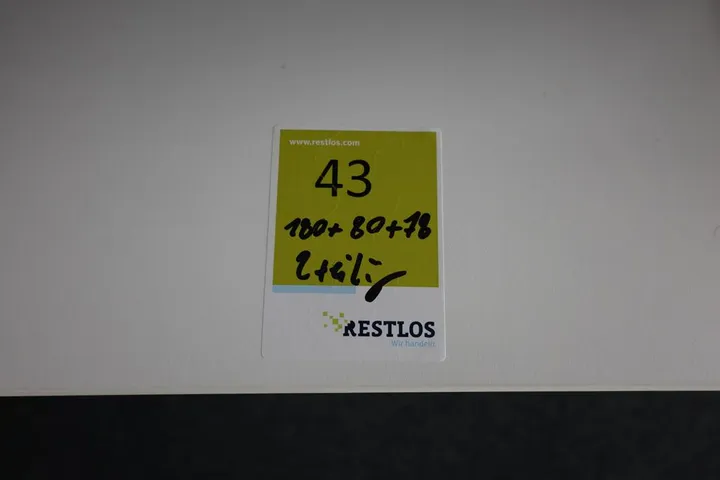 www.restlos.com
43
180+80+78
2teilig
RESTLOS
Wir handeln